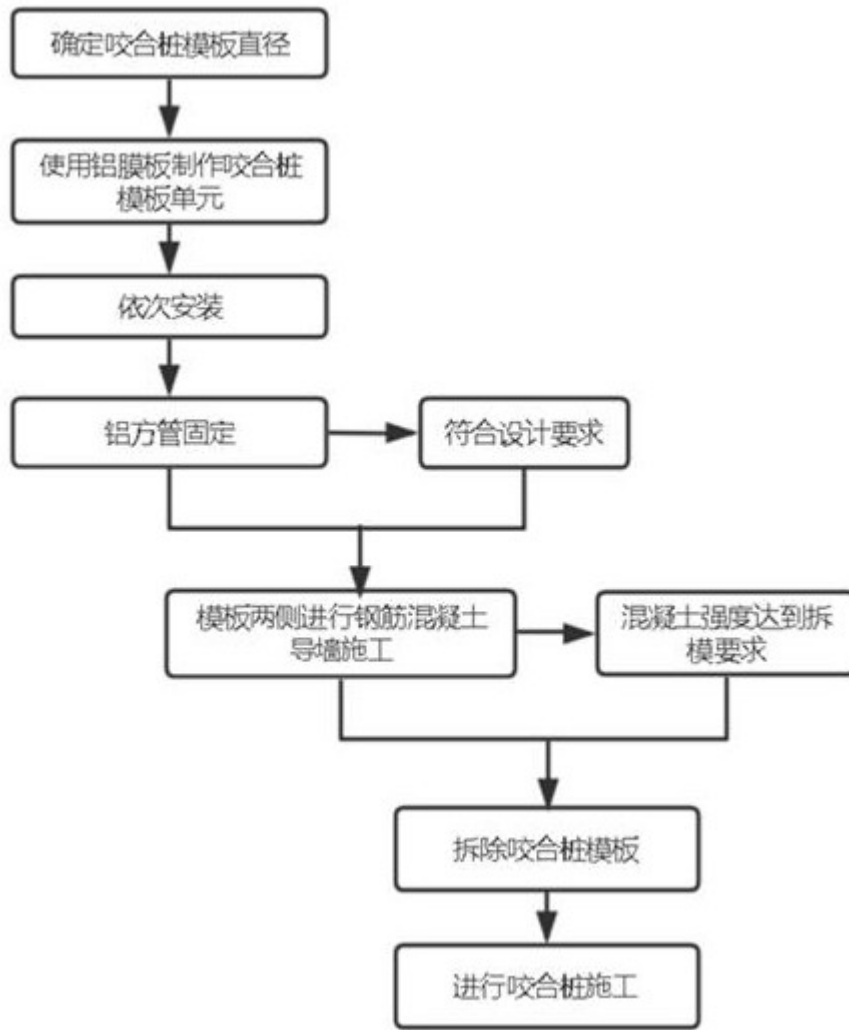 确定咬合桩模板直径
使用铝膜板制作咬合桩
模板单元
依次安装
铝方管固定
符合设计要求
模板两侧进行钢筋混凝土
导墙施工
混凝土强度达到拆
模要求
拆除咬合桩模板
进行咬合桩施工